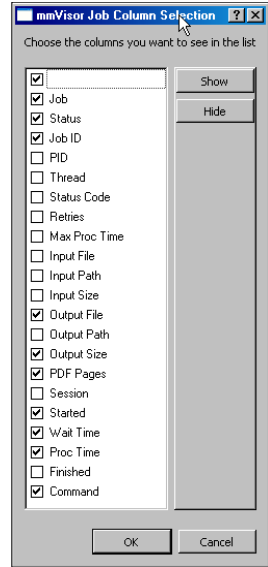 mmVisor Job Column Selection
Choose the columns you want to see in the list
Job
Status
Job ID
PID
Thread
Status Code
Retries
Max Proc Time
Input File
Input Path
Input Size
Output File
Output Path
Output Size
PDF Pages
Session
Started
Wait Time
Proc Time
Finished
Command
Show
Hide
OK
Cancel